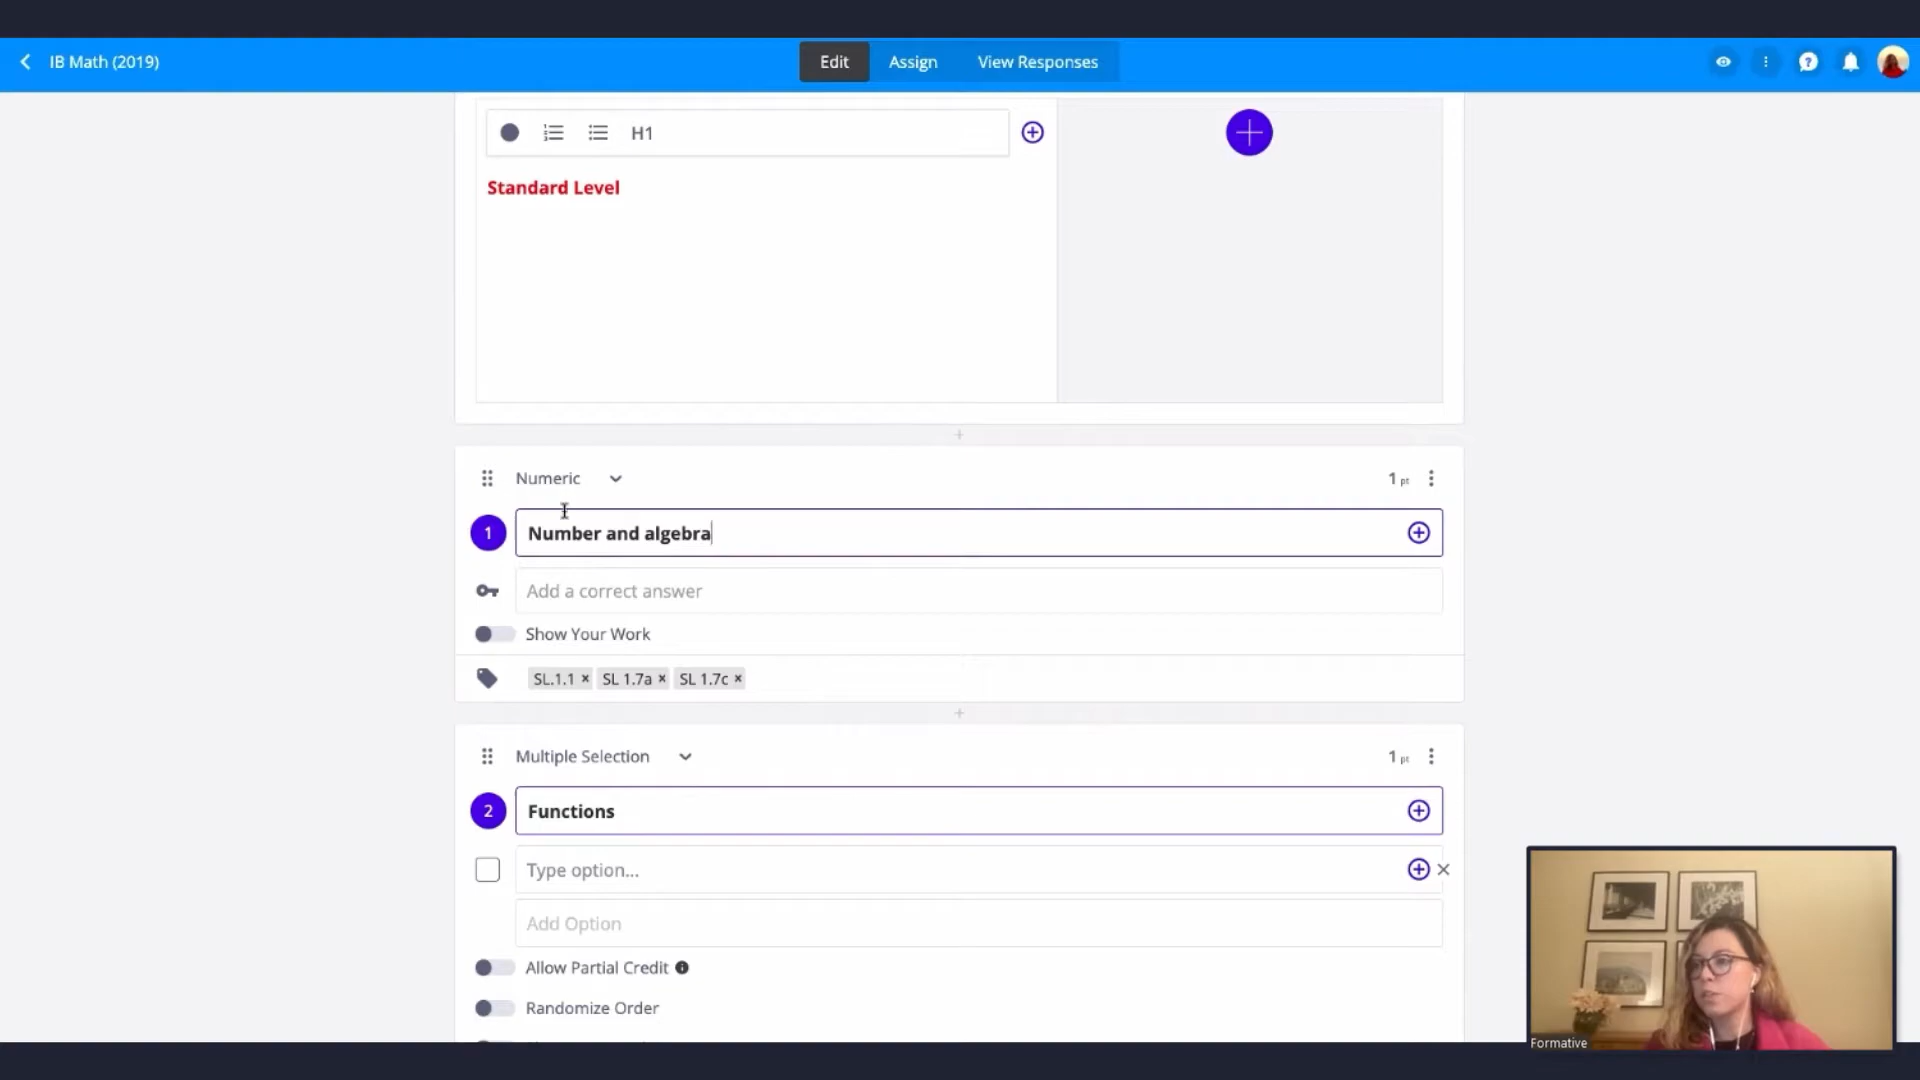 IB Math (2019)
Edit
Assign
View Responses
H1
Standard Level
Numeric
1 pt
1
Number and algebra
Add a correct answer
Show Your Work
SL.1.1 × SL 1.7a × SL 1.7c ×
Multiple Selection
1 pt
2
Functions
Type option...
Add Option
Allow Partial Credit
Randomize Order
Formative